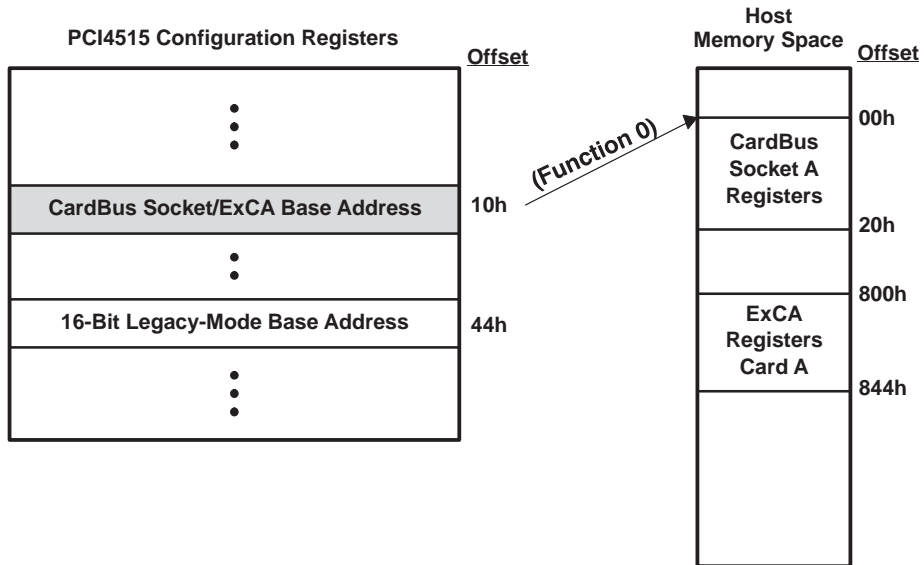 PCI4515 Configuration Registers
Offset
CardBus Socket/ExCA Base Address
10h
16-Bit Legacy-Mode Base Address
44h
(Function 0)
Host
Memory Space
Offset
00h
CardBus
Socket A
Registers
20h
800h
ExCA
Registers
Card A
844h